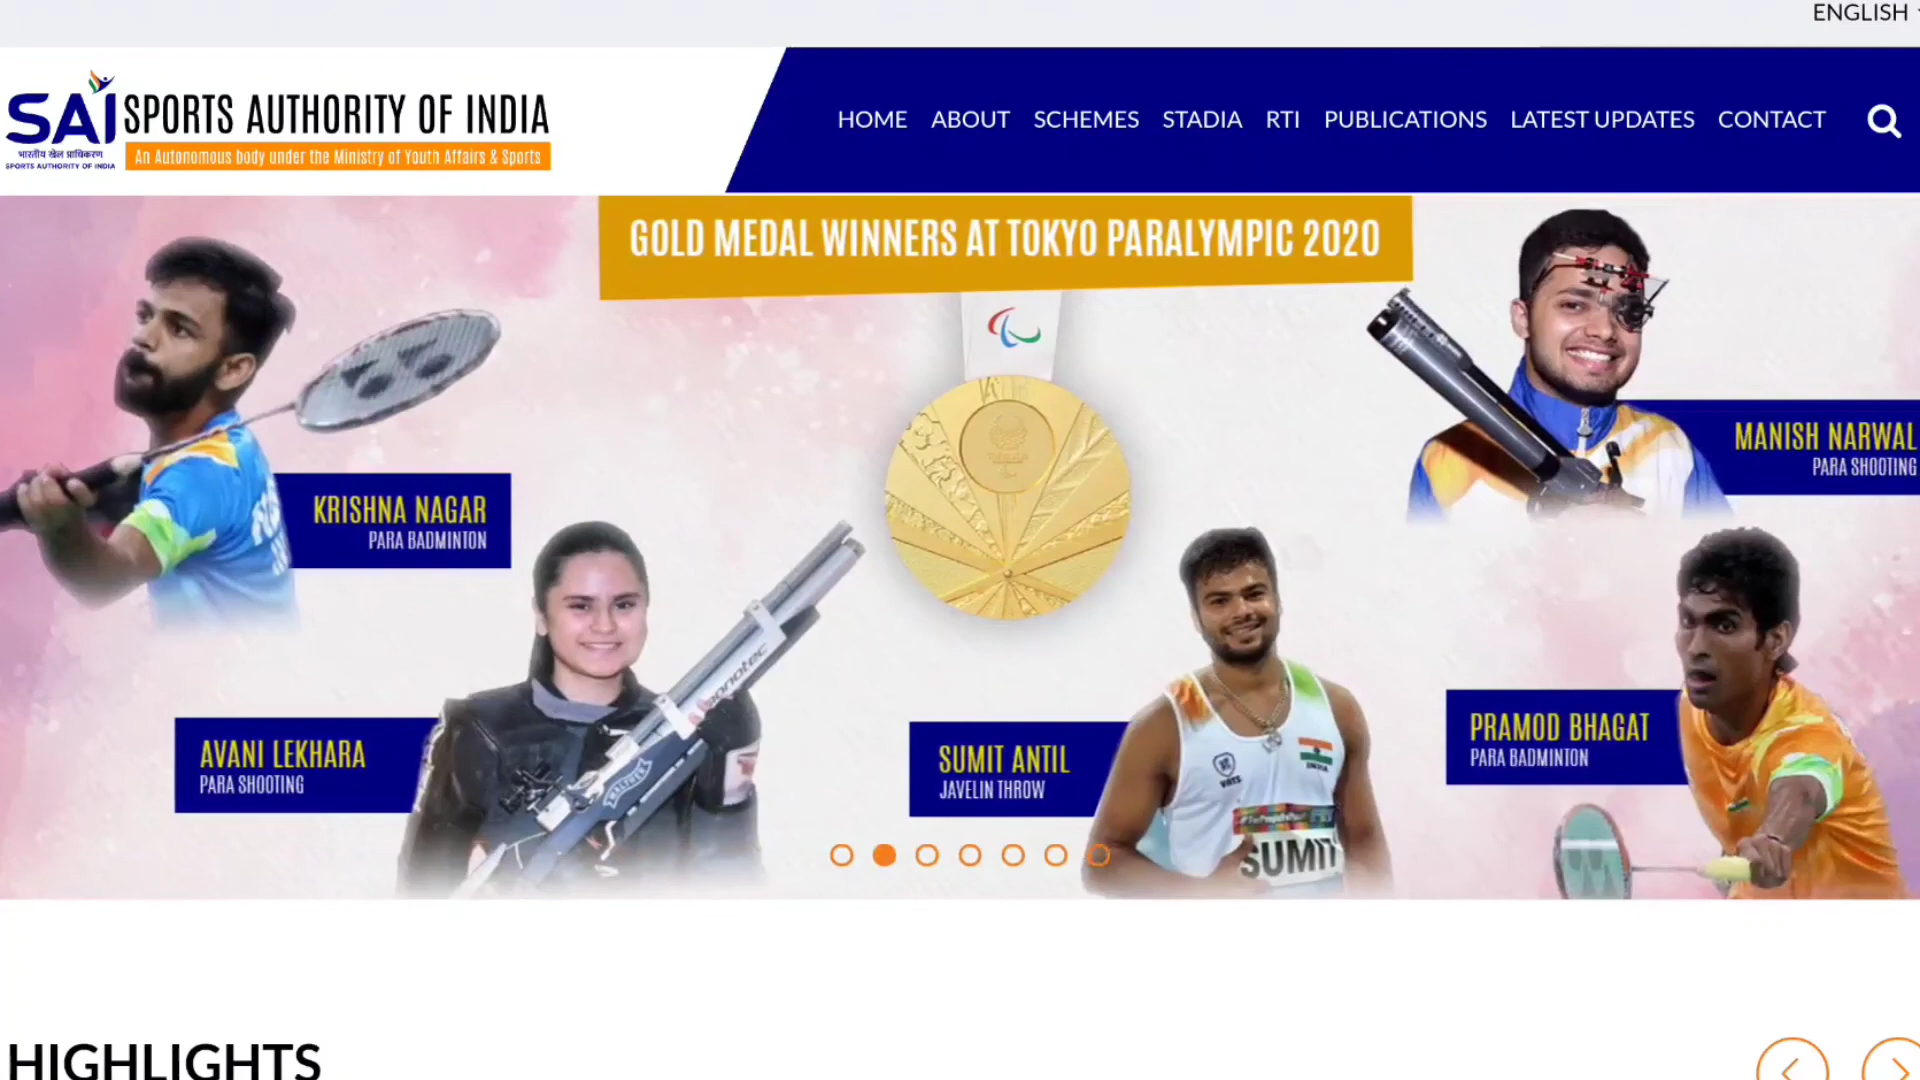 ENGLISH
SAI
भारतीय खेल प्राधिकरण
SPORTS AUTHORITY OF INDIA
SPORTS AUTHORITY OF INDIA
An Autonomous body under the Ministry of Youth Affairs & Sports
HOME ABOUT SCHEMES STADIA RTI PUBLICATIONS LATEST UPDATES CONTACT
GOLD MEDAL WINNERS AT TOKYO PARALYMPIC 2020
MANISH NARWAL
PARA SHOOTING
KRISHNA NAGAR
PARA BADMINTON
AVANI LEKHARA
PARA SHOOTING
WALTHER
SUMIT ANTIL
JAVELIN THROW
INDIA
SUMIT
PRAMOD BHAGAT
PARA BADMINTON
HIGHLIGHTS